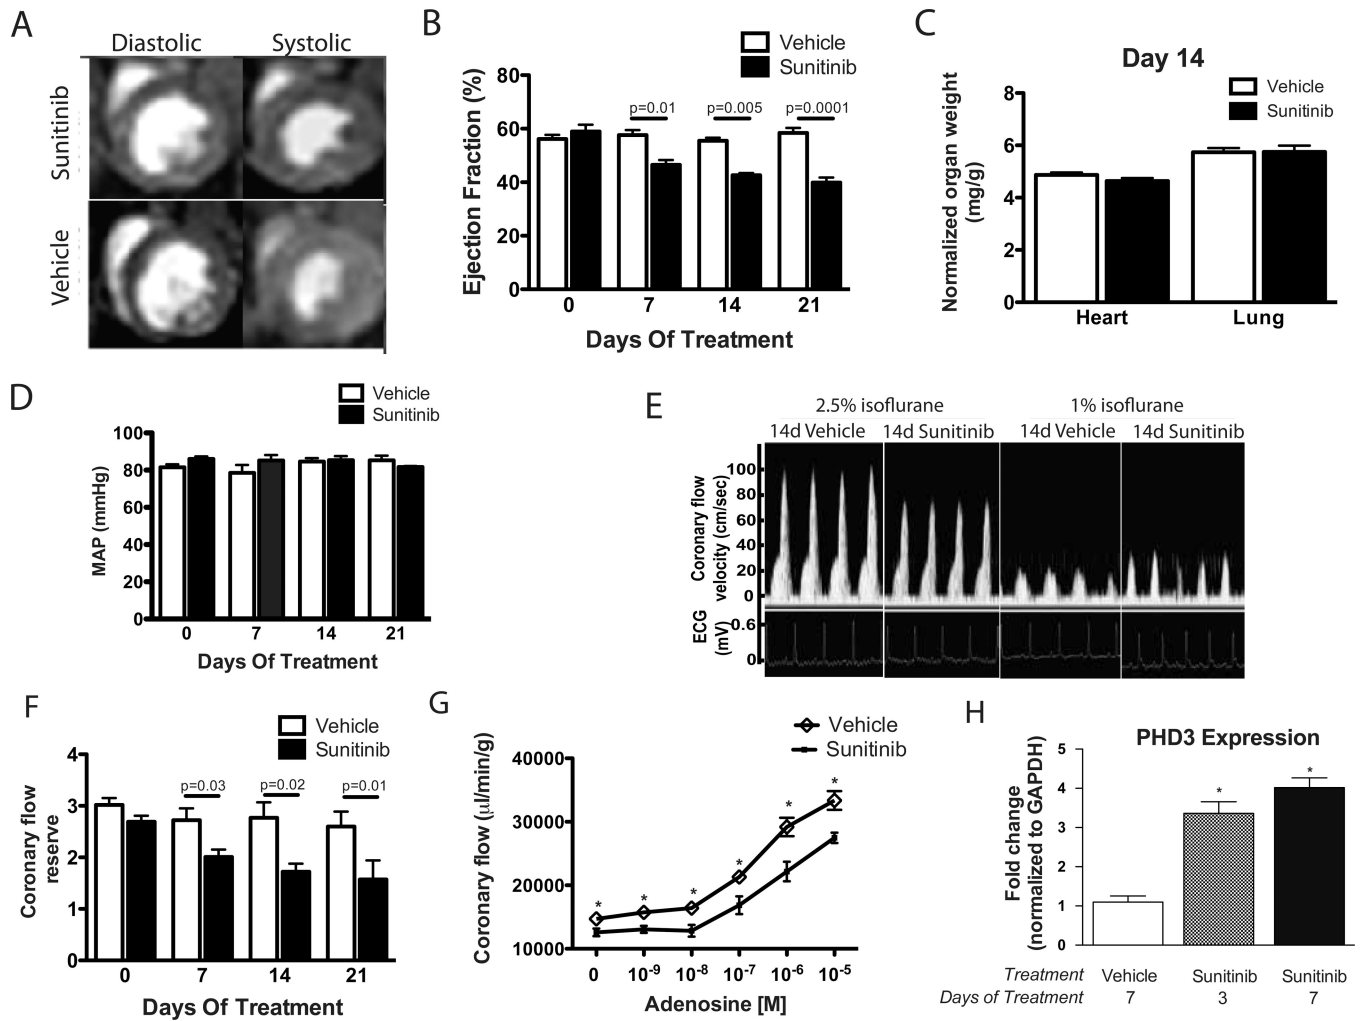 A
Diastolic
Systolic
Sunitinib
Vehicle
B
Vehicle
Sunitinib
Ejection Fraction (%)
80
60
40
20
0
p=0.01
p=0.005
p=0.0001
0
7
14
21
Days Of Treatment
C
Day 14
Vehicle
Sunitinib
Normalized organ weight
(mg/g)
8
6
4
2
0
Heart
Lung
D
Vehicle
Sunitinib
MAP (mmHg)
100
80
60
40
20
0
0
7
14
21
Days Of Treatment
E
2.5% isoflurane
1% isoflurane
14d Vehicle
14d Sunitinib
14d Vehicle
14d Sunitinib
Coronary flow
velocity (cm/sec)
100
80
60
40
20
0
ECG
(mV)
0.6
0
F
Vehicle
Sunitinib
Coronary flow
reserve
4
3
2
1
0
p=0.03
p=0.02
p=0.01
0
7
14
21
Days Of Treatment
G
Vehicle
Sunitinib
Coronary flow (µl/min/g)
40000
30000
20000
10000
* * * * * *
0
10-9
10-8
10-7
10-6
10-5
Adenosine [M]
H
PHD3 Expression
Fold change
(normalized to GAPDH)
5
4
3
2
1
0
* *
Treatment Vehicle Sunitinib Sunitinib
Days of Treatment 7 3 7